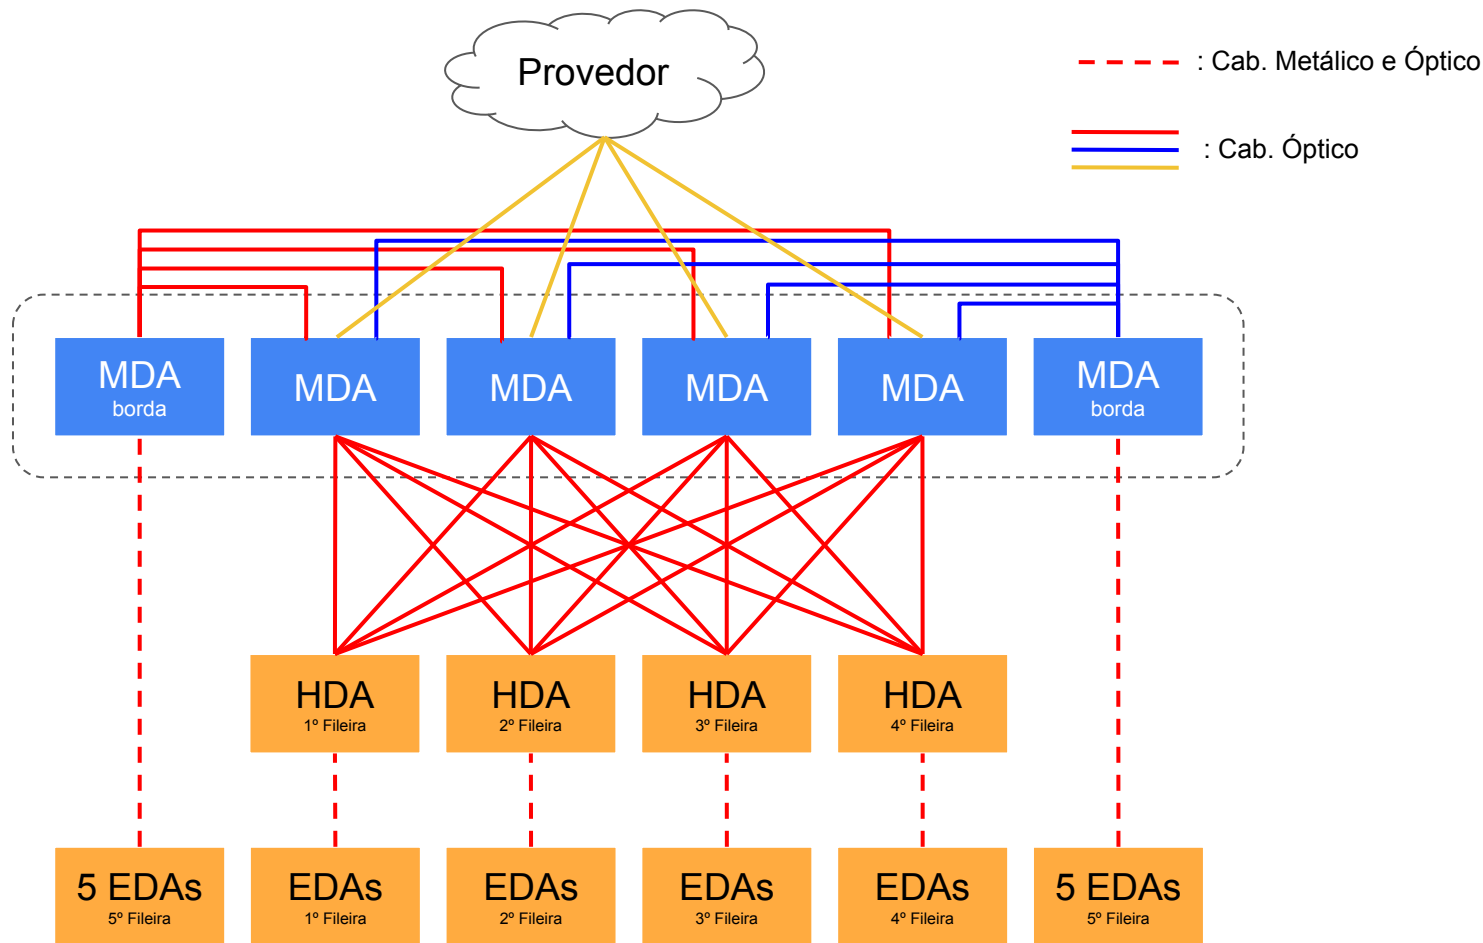 Provedor
: Cab. Metálico e Óptico
: Cab. Óptico
MDA
borda
MDA
MDA
MDA
MDA
MDA
borda
HDA
1º Fileira
HDA
2º Fileira
HDA
3º Fileira
HDA
4º Fileira
5 EDAs
5º Fileira
EDAs
1º Fileira
EDAs
2º Fileira
EDAs
3º Fileira
EDAs
4º Fileira
5 EDAs
5º Fileira